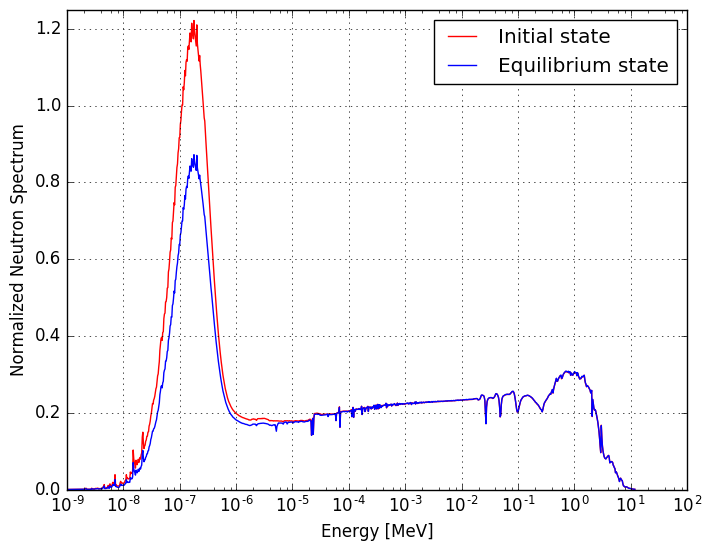 Normalized Neutron Spectrum
1.2
1.0
0.8
0.6
0.4
0.2
0.0
Initial state
Equilibrium state
10⁻⁹ 10⁻⁸ 10⁻⁷ 10⁻⁶ 10⁻⁵ 10⁻⁴ 10⁻³ 10⁻² 10⁻¹ 10⁰ 10¹ 10²
Energy [MeV]